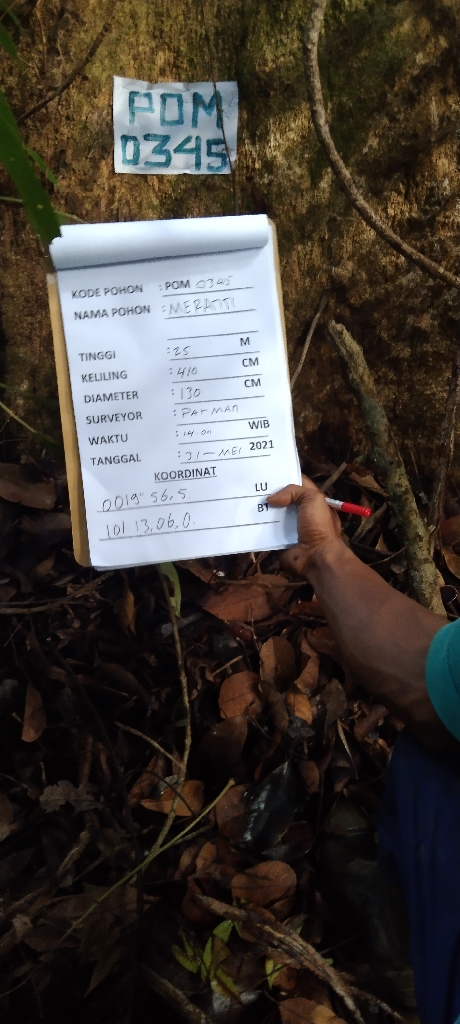 POM
0345
KODE POHON : POM 0345
NAMA POHON : MERANTI
TINGGI : 25 M
KELILING : 410 CM
DIAMETER : 130 CM
SURVEYOR : PARMAN
WAKTU : 14.011 WIB
TANGGAL : 31 - MEI 2021
KOORDINAT
0019" 56,5. LU
101. 13,06,0. BT